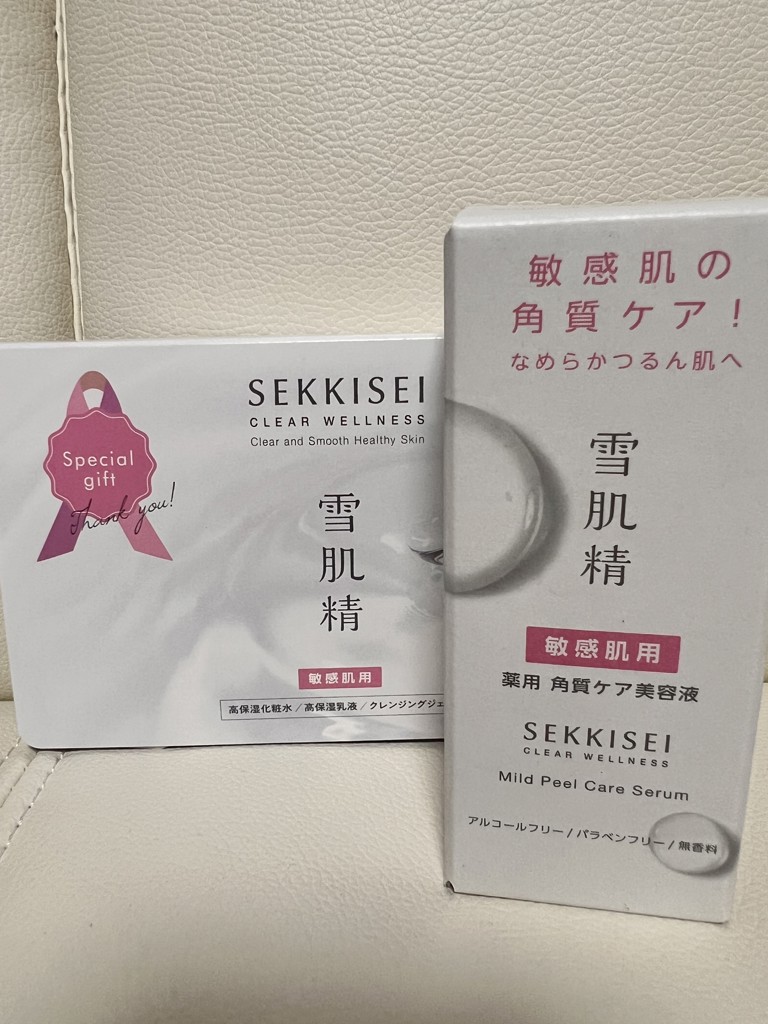 Special
gift
Thank you!
SEKKISEI
CLEAR WELLNESS
Clear and Smooth Healthy Skin
雪肌精
敏感肌用
高保湿化粧水/高保湿乳液/クレンジングジェ
敏感肌の
角質ケア!
なめらかつるん肌へ
雪肌精
敏感肌用
薬用 角質ケア美容液
SEKKISEI
CLEAR WELLNESS
Mild Peel Care Serum
アルコールフリー/パラベンフリー/無香料